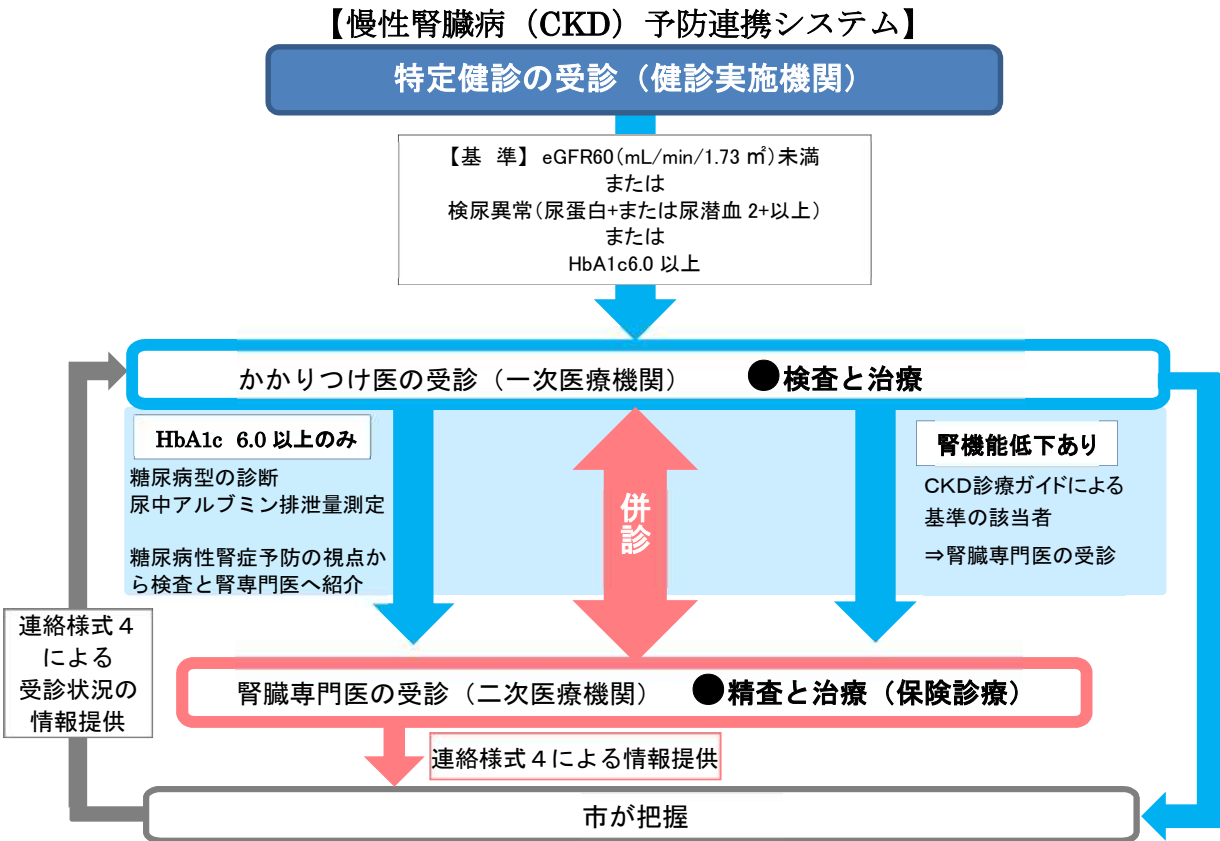 【慢性腎臓病（CKD）予防連携システム】
特定健診の受診（健診実施機関）
【基　準】 eGFR60（mL/min/1.73 ㎡）未満
または
検尿異常（尿蛋白+または尿潜血 2+以上）
または
HbA1c6.0 以上
かかりつけ医の受診（一次医療機関）　●検査と治療
HbA1c 6.0 以上のみ
糖尿病型の診断
尿中アルブミン排泄量測定
糖尿病性腎症予防の視点か
ら検査と腎専門医へ紹介
併
診
腎機能低下あり
CKD診療ガイドによる
基準の該当者
⇒腎臓専門医の受診
連絡様式４
による
受診状況の
情報提供
腎臓専門医の受診（二次医療機関）　●精査と治療（保険診療）
連絡様式４による情報提供
市が把握